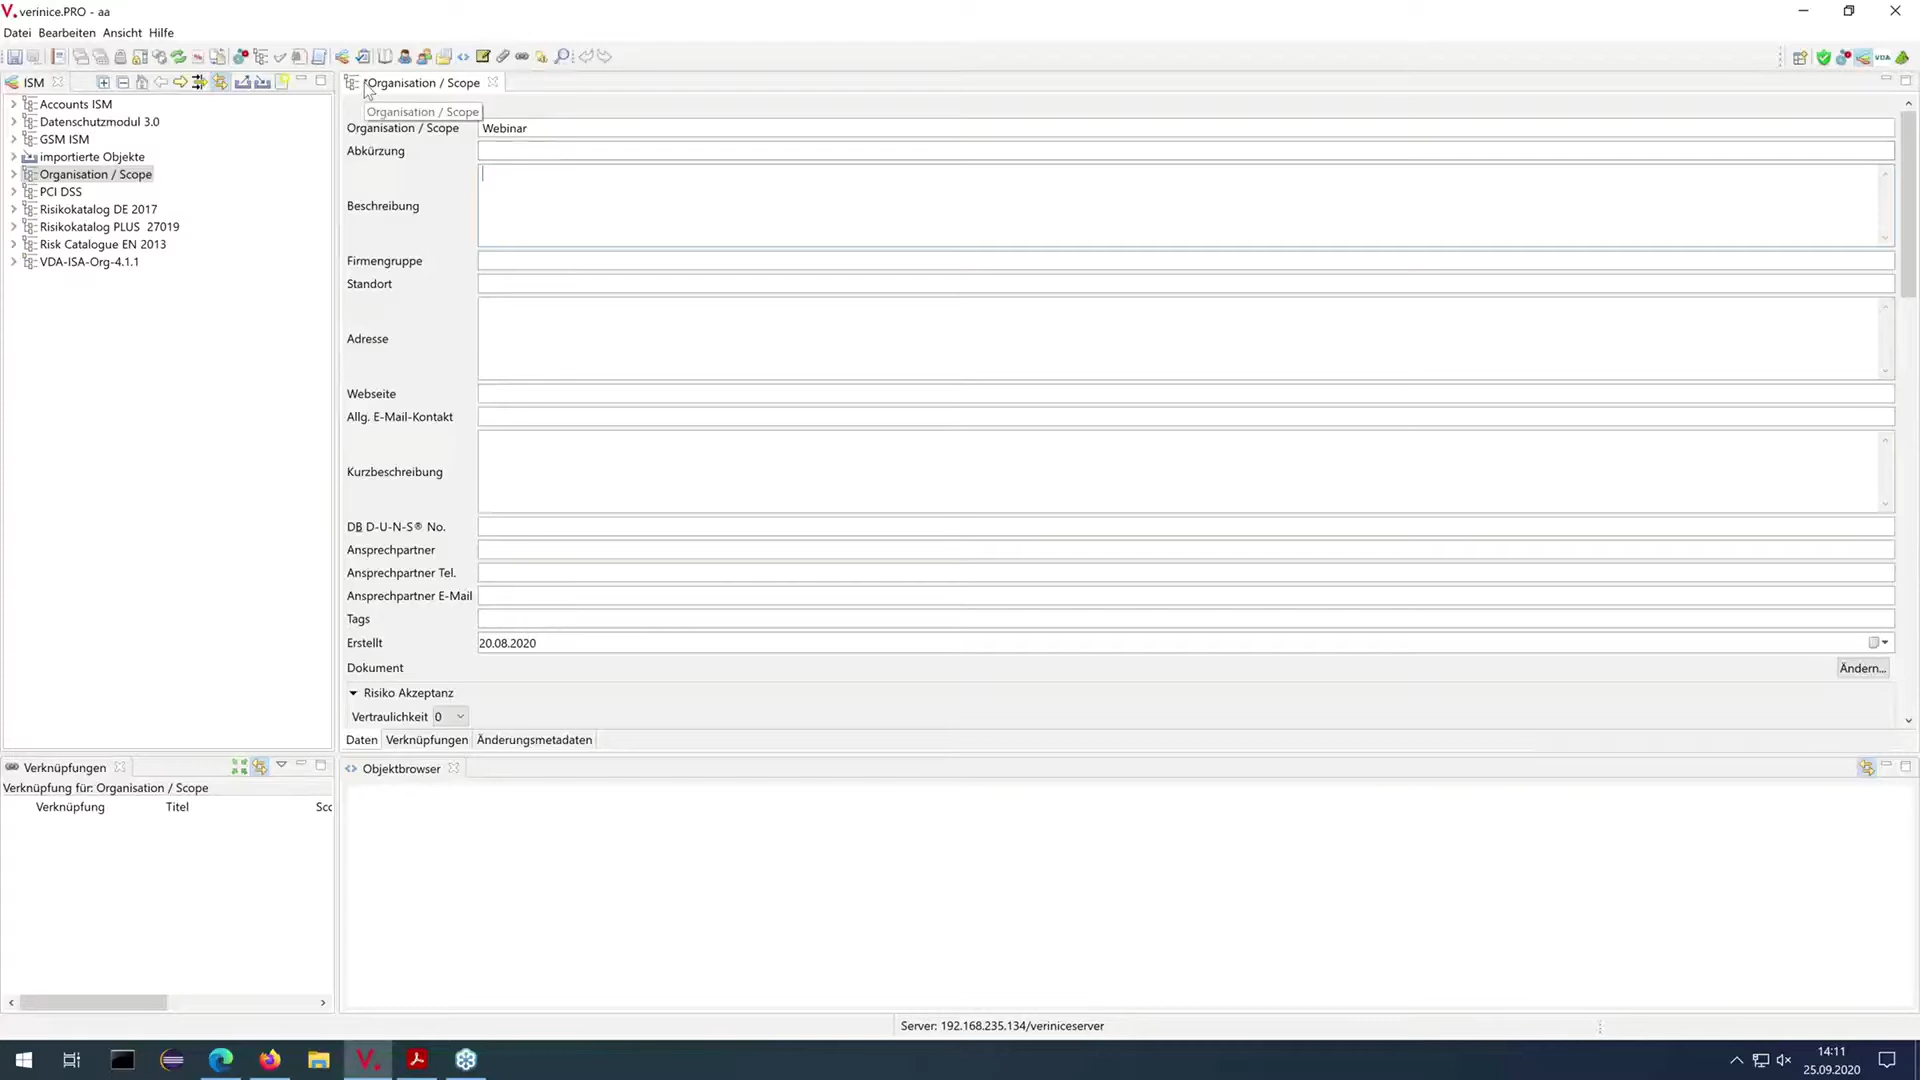 verinice.PRO - aa
Datei Bearbeiten Ansicht Hilfe
VDA
ISM
Accounts ISM
Datenschutzmodul 3.0
GSM ISM
importierte Objekte
Organisation / Scope
PCI DSS
Risikokatalog DE 2017
Risikokatalog PLUS 27019
Risk Catalogue EN 2013
VDA-ISA-Org-4.1.1
*Organisation / Scope
Organisation / Scope
Organisation / Scope Webinar
Abkürzung
Beschreibung
Firmengruppe
Standort
Adresse
Webseite
Allg. E-Mail-Kontakt
Kurzbeschreibung
DB D-U-N-S® No.
Ansprechpartner
Ansprechpartner Tel.
Ansprechpartner E-Mail
Tags
Erstellt 20.08.2020
Dokument Ändern...
Risiko Akzeptanz
Vertraulichkeit 0
Daten Verknüpfungen Änderungsmetadaten
Verknüpfungen
Verknüpfung für: Organisation / Scope
Verknüpfung Titel Sco
Objektbrowser
Server: 192.168.235.134/veriniceserver
14:11
25.09.2020